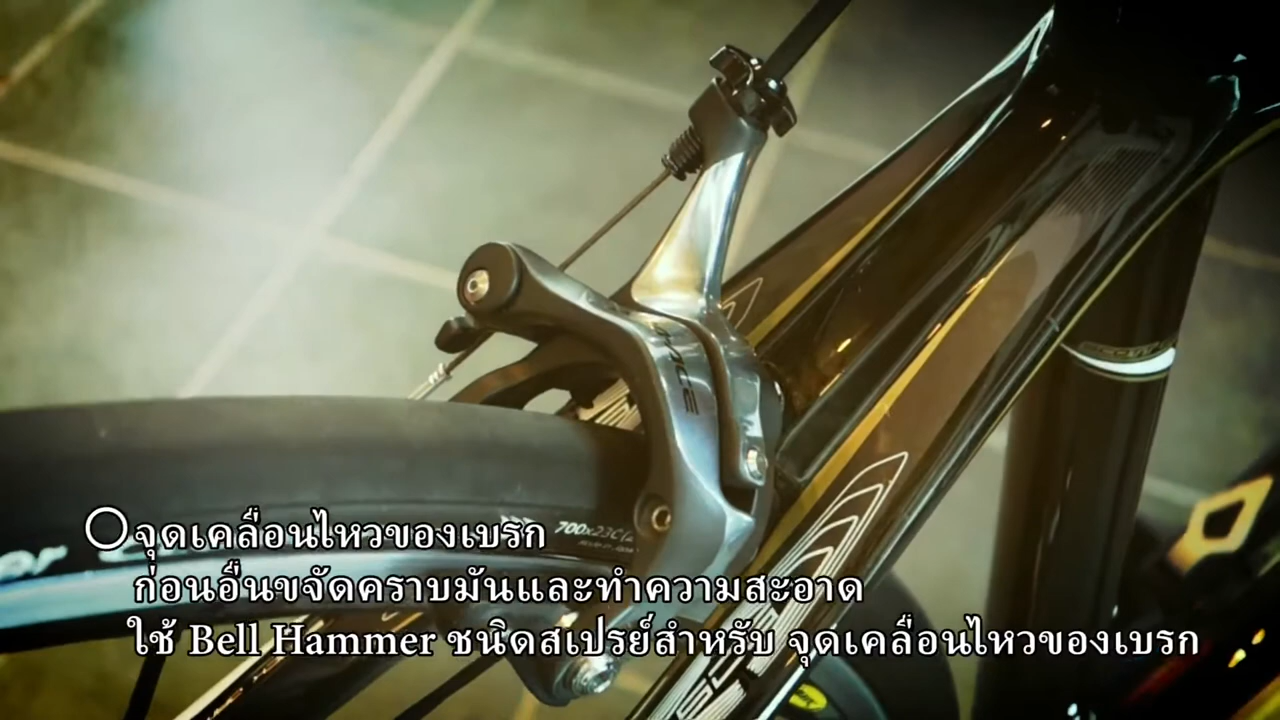 ○จุดเคลื่อนไหวของเบรก
ก่อนอื่นขจัดคราบมันและทำความสะอาด
ใช้ Bell Hammer ชนิดสเปรย์สำหรับ จุดเคลื่อนไหวของเบรก
700x23C